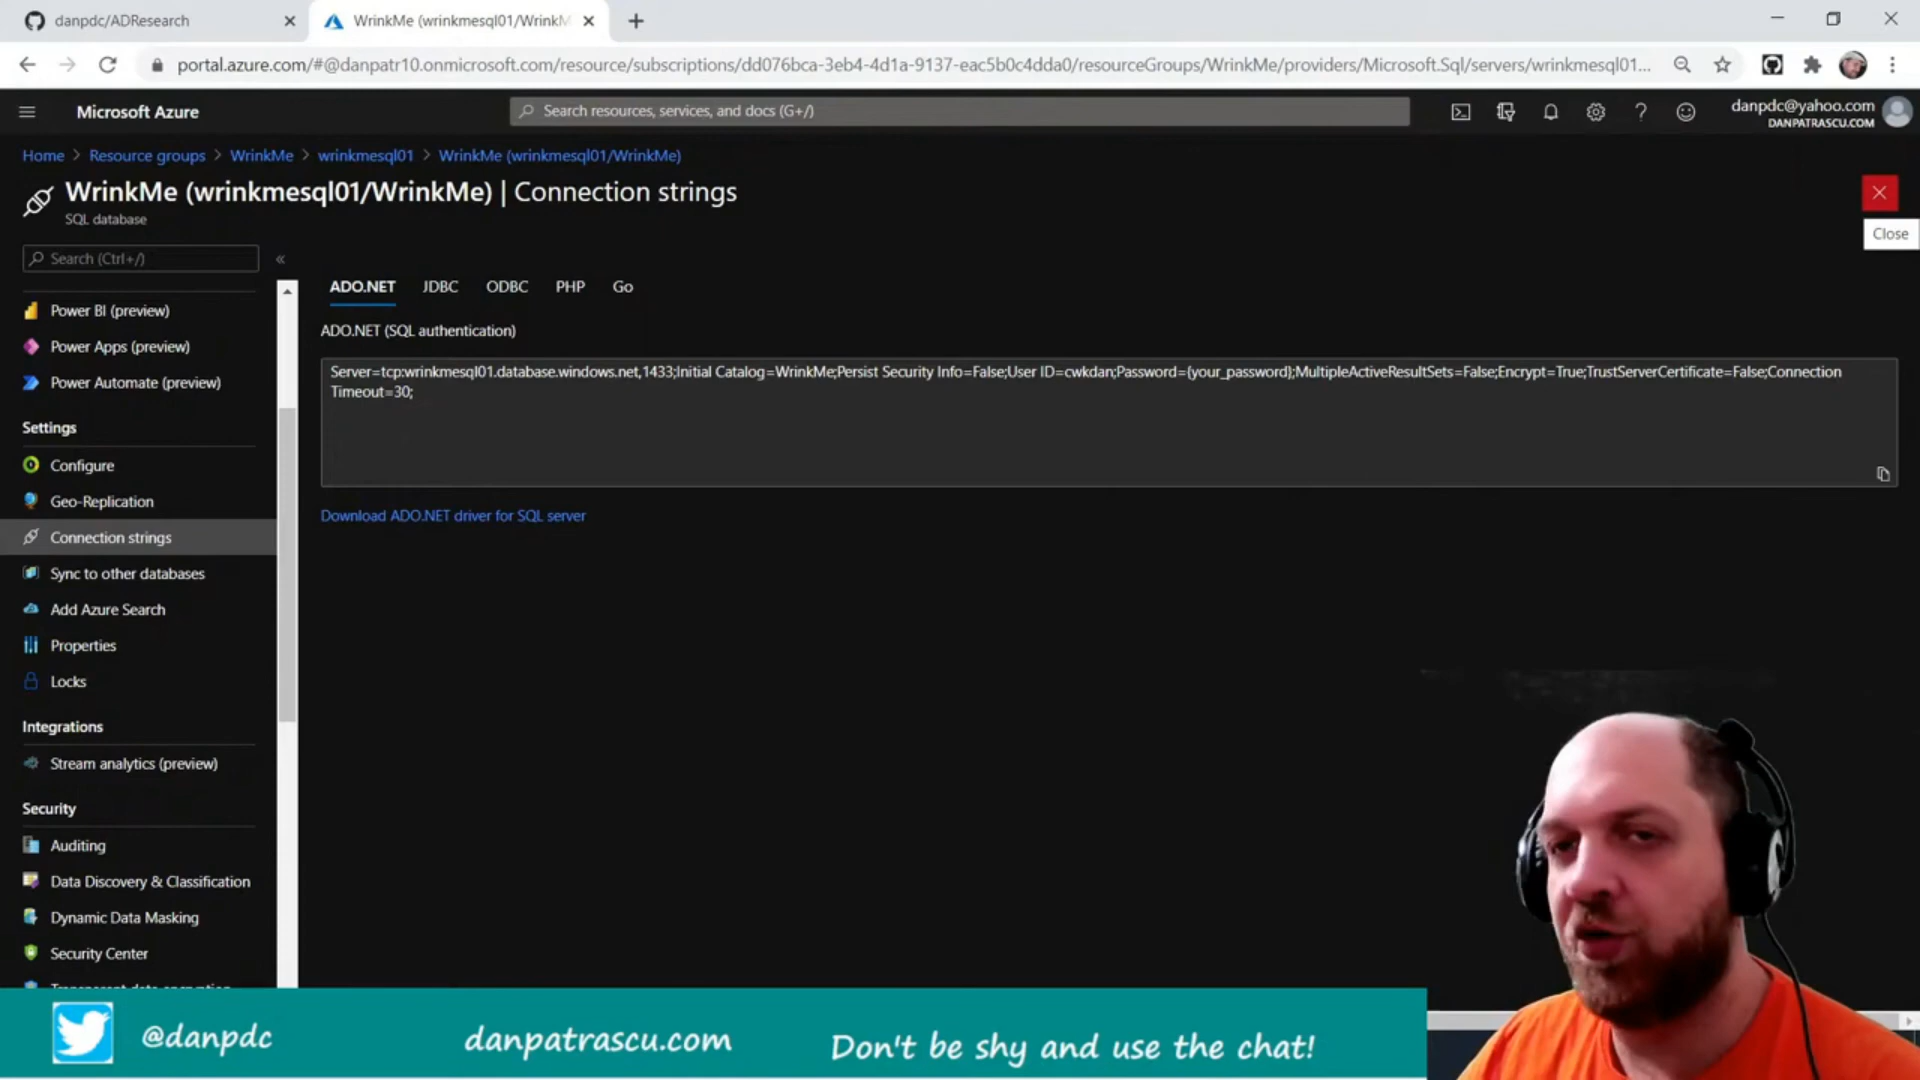 danpdc/ADResearch
WrinkMe (wrinkmesql01/WrinkM
portal.azure.com/#@danpatr10.onmicrosoft.com/resource/subscriptions/dd076bca-3eb4-4d1a-9137-eac5b0c4dda0/resourceGroups/WrinkMe/providers/Microsoft.Sql/servers/wrinkmesql01...
Microsoft Azure
Search resources, services, and docs (G+/)
danpdc@yahoo.com
DANPATRASCU.COM
Home > Resource groups > WrinkMe > wrinkmesql01 > WrinkMe (wrinkmesql01/WrinkMe)
WrinkMe (wrinkmesql01/WrinkMe) | Connection strings
SQL database
Close
Search (Ctrl+/)
«
Power BI (preview)
Power Apps (preview)
Power Automate (preview)
Settings
Configure
Geo-Replication
Connection strings
Sync to other databases
Add Azure Search
Properties
Locks
Integrations
Stream analytics (preview)
Security
Auditing
Data Discovery & Classification
Dynamic Data Masking
Security Center
Transparent data encryption
ADO.NET JDBC ODBC PHP Go
ADO.NET (SQL authentication)
Server=tcp:wrinkmesql01.database.windows.net,1433;Initial Catalog=WrinkMe;Persist Security Info=False;User ID=cwkdan;Password={your_password};MultipleActiveResultSets=False;Encrypt=True;TrustServerCertificate=False;Connection
Timeout=30;
Download ADO.NET driver for SQL server
@danpdc
danpatrascu.com
Don't be shy and use the chat!